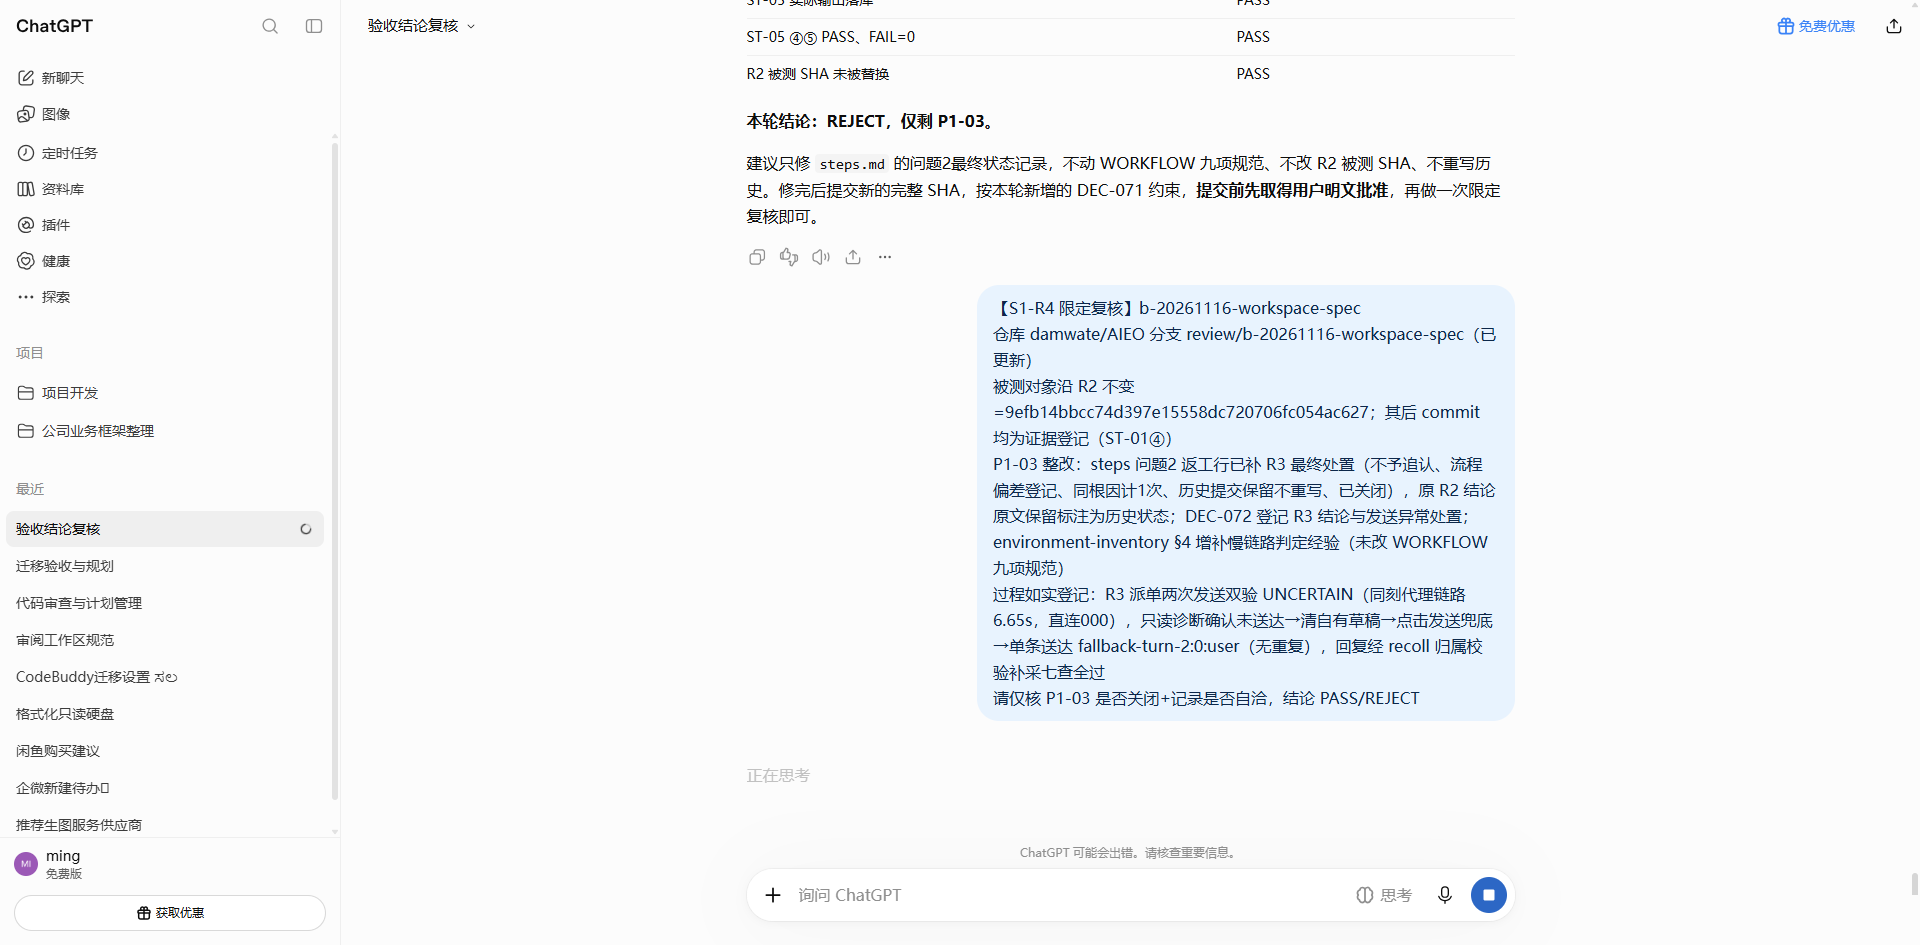 ChatGPT
新聊天
图像
定时任务
资料库
插件
健康
探索
项目
项目开发
公司业务框架整理
最近
验收结论复核
迁移验收与规划
代码审查与计划管理
审阅工作区规范
CodeBuddy迁移设置
格式化只读硬盘
闲鱼购买建议
企微新建待办
推荐生图服务供应商
MI
ming
免费版
获取优惠
验收结论复核
免费优惠
ST-05 ④⑤ PASS、FAIL=0 PASS
R2 被测 SHA 未被替换 PASS
本轮结论：REJECT，仅剩 P1-03。
建议只修 steps.md 的问题2最终状态记录，不动 WORKFLOW 九项规范、不改 R2 被测 SHA、不重写历
史。修完后提交新的完整 SHA，按本轮新增的 DEC-071 约束，提交前先取得用户明文批准，再做一次限定
复核即可。
【S1-R4 限定复核】b-20261116-workspace-spec
仓库 damwate/AIEO 分支 review/b-20261116-workspace-spec（已
更新）
被测对象沿 R2 不变
=9efb14bbcc74d397e15558dc720706fc054ac627；其后 commit
均为证据登记（ST-01④）
P1-03 整改：steps 问题2 返工行已补 R3 最终处置（不予追认、流程
偏差登记、同根因计1次、历史提交保留不重写、已关闭），原 R2 结论
原文保留标注为历史状态；DEC-072 登记 R3 结论与发送异常处置；
environment-inventory §4 增补慢链路判定经验（未改 WORKFLOW
九项规范）
过程如实登记：R3 派单两次发送双验 UNCERTAIN（同刻代理链路
6.65s，直连000），只读诊断确认未送达→清自有草稿→点击发送兜底
→单条送达 fallback-turn-2:0:user（无重复），回复经 recoll 归属校
验补采七查全过
请仅核 P1-03 是否关闭+记录是否自洽，结论 PASS/REJECT
正在思考
ChatGPT 可能会出错。请核查重要信息。
询问 ChatGPT
思考